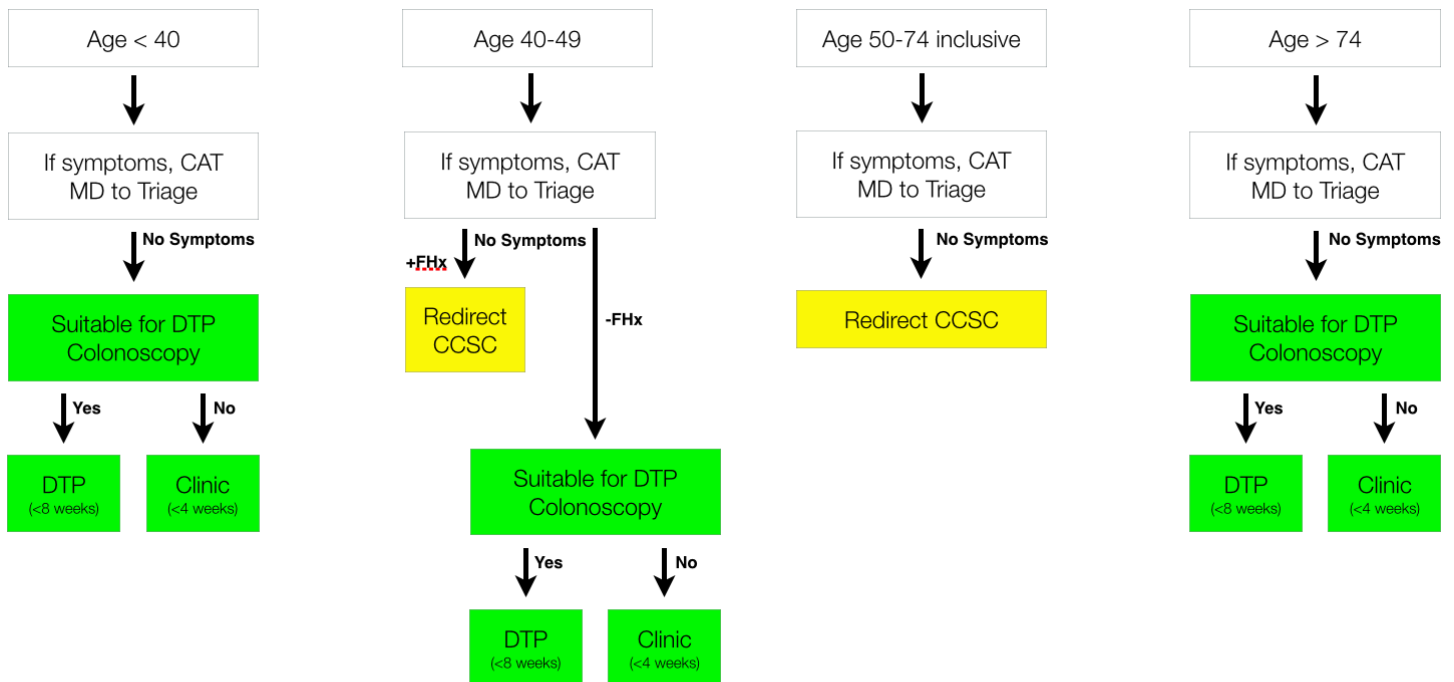 Age < 40
If symptoms, CAT
MD to Triage
No Symptoms
Suitable for DTP
Colonoscopy
Yes
No
DTP
(<8 weeks)
Clinic
(<4 weeks)
Age 40-49
If symptoms, CAT
MD to Triage
No Symptoms
+FHx
Redirect
CCSC
-FHx
Suitable for DTP
Colonoscopy
Yes
No
DTP
(<8 weeks)
Clinic
(<4 weeks)
Age 50-74 inclusive
If symptoms, CAT
MD to Triage
No Symptoms
Redirect CCSC
Age > 74
If symptoms, CAT
MD to Triage
No Symptoms
Suitable for DTP
Colonoscopy
Yes
No
DTP
(<8 weeks)
Clinic
(<4 weeks)